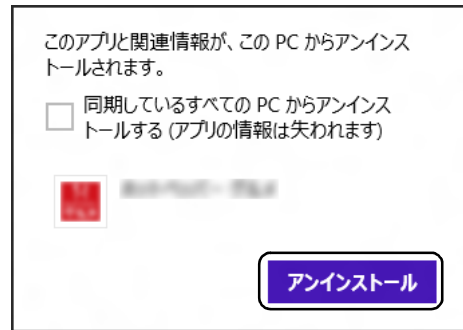 このアプリと関連情報が、この PC からアンインス
トールされます。
同期しているすべての PC からアンインス
トールする (アプリの情報は失われます)
アンインストール